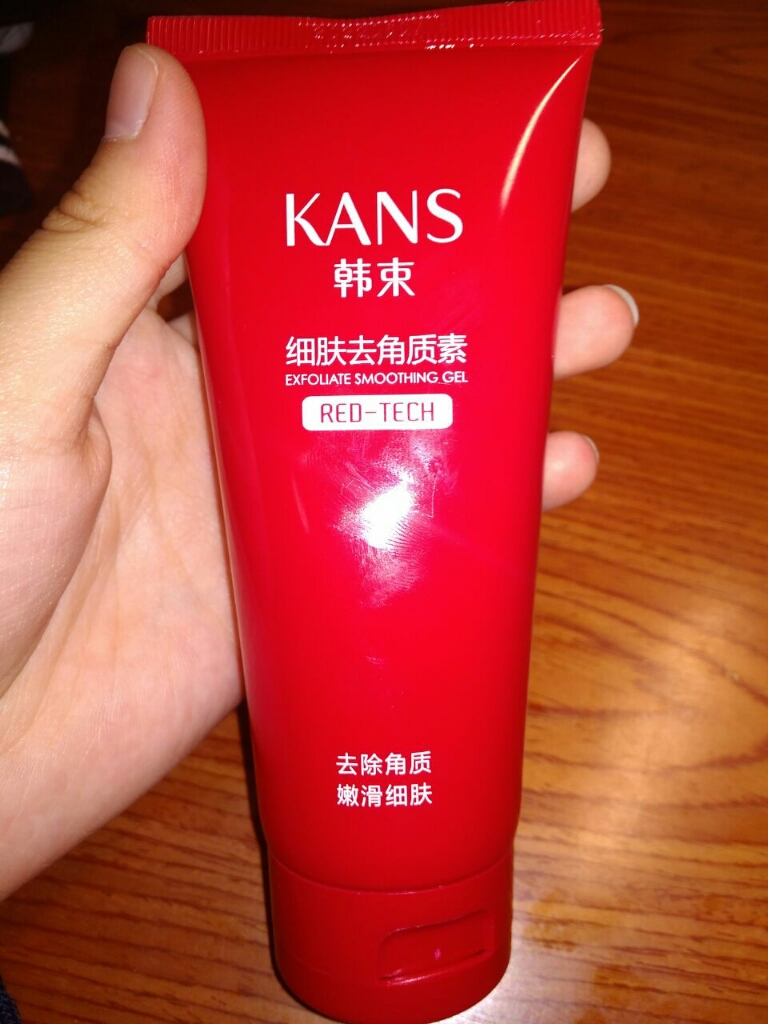 KANS
韩束
细肤去角质素
EXFOLIATE SMOOTHING GEL
RED-TECH
去除角质
嫩滑细肤